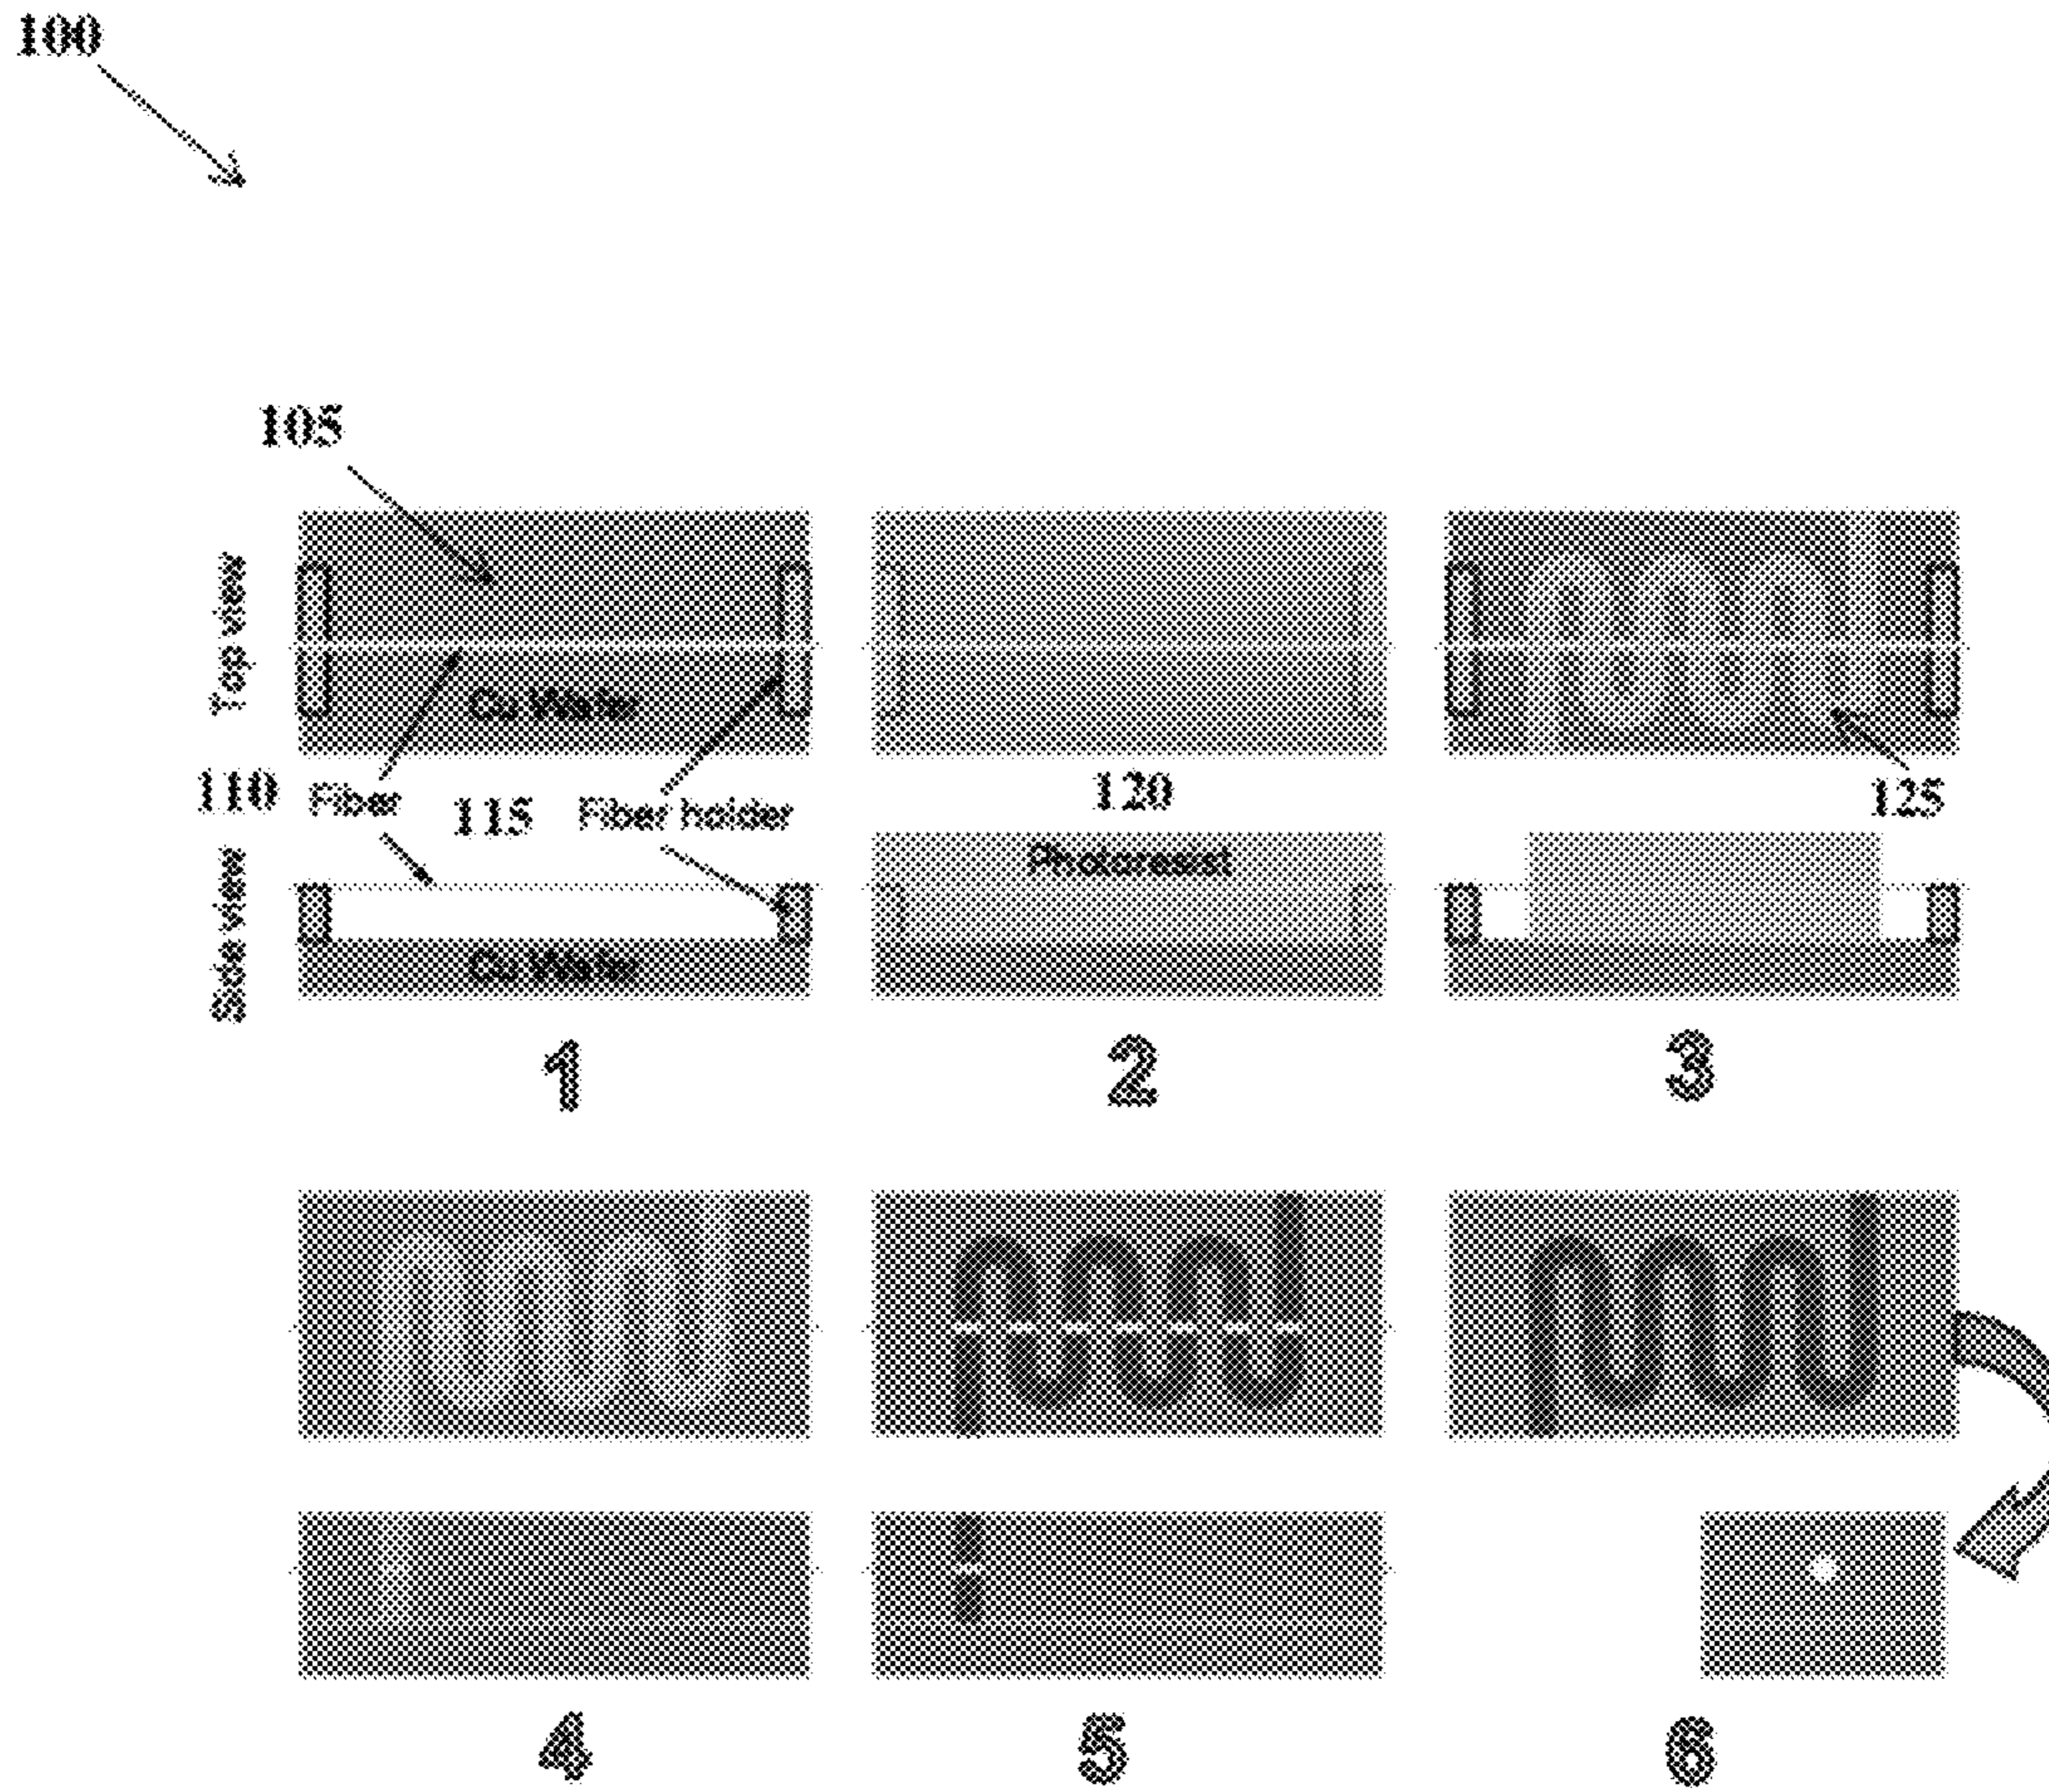 100
105
Top view
Cu Wafer
110 Fiber 115 Fiber holder
120
125
Side view
Photoresist
Cu Wafer
1 2 3
4 5 6